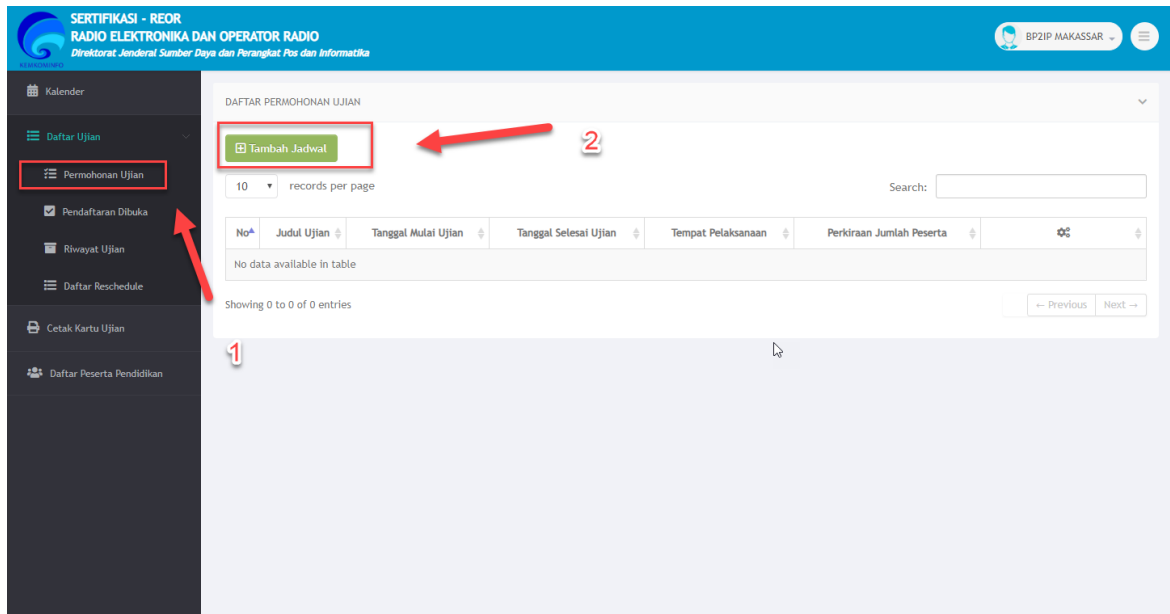 SERTIFIKASI - REOR
RADIO ELEKTRONIKA DAN OPERATOR RADIO
Direktorat Jenderal Sumber Daya dan Perangkat Pos dan Informatika
KEMKOMINFO
BP2IP MAKASSAR
Kalender
Daftar Ujian
Permohonan Ujian
Pendaftaran Dibuka
Riwayat Ujian
Daftar Reschedule
Cetak Kartu Ujian
Daftar Peserta Pendidikan
DAFTAR PERMOHONAN UJIAN
Tambah Jadwal
2
10 records per page
Search:
No Judul Ujian Tanggal Mulai Ujian Tanggal Selesai Ujian Tempat Pelaksanaan Perkiraan Jumlah Peserta
No data available in table
Showing 0 to 0 of 0 entries
← Previous Next →
1